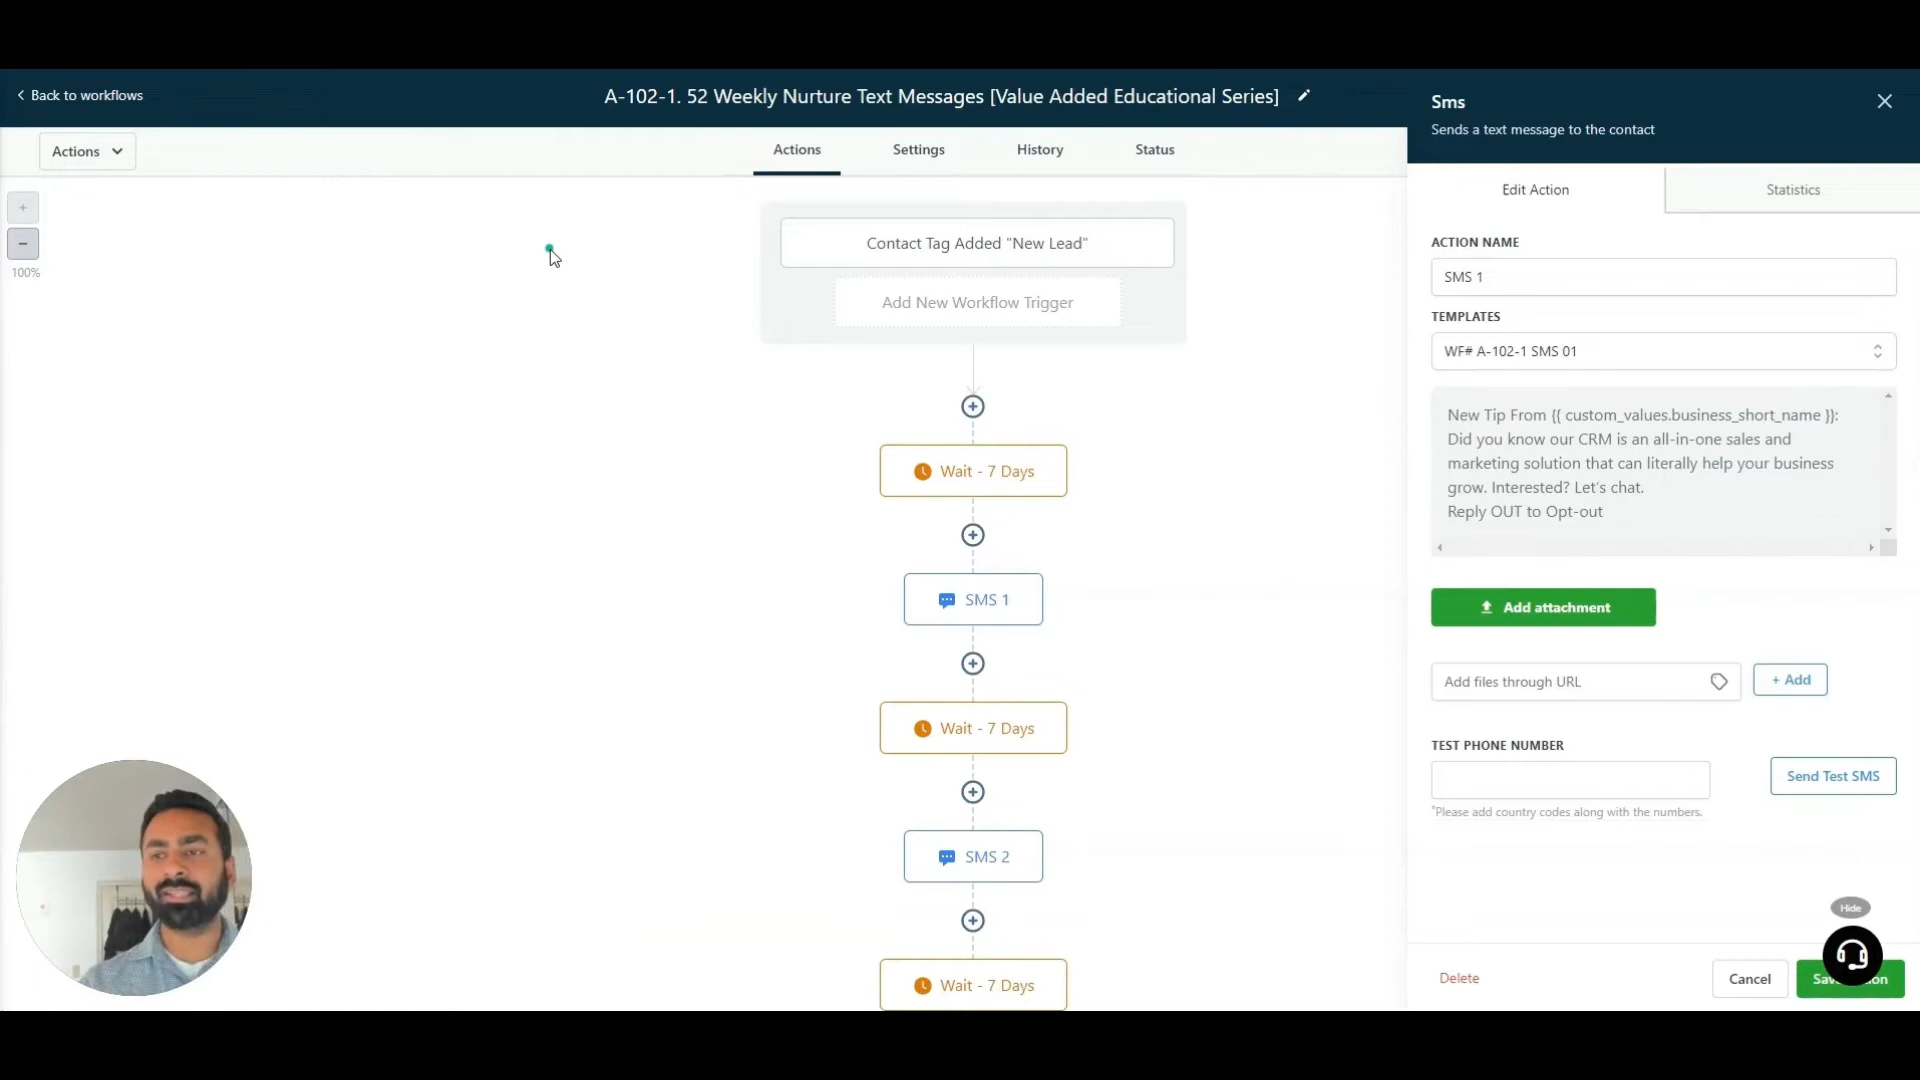 Back to workflows
A-102-1. 52 Weekly Nurture Text Messages [Value Added Educational Series]
Actions
Actions
Settings
History
Status
+
−
100%
Contact Tag Added "New Lead"
Add New Workflow Trigger
Wait - 7 Days
SMS 1
Wait - 7 Days
SMS 2
Wait - 7 Days
Sms
Sends a text message to the contact
Edit Action
Statistics
ACTION NAME
SMS 1
TEMPLATES
WF# A-102-1 SMS 01
New Tip From {{ custom_values.business_short_name }}:
Did you know our CRM is an all-in-one sales and
marketing solution that can literally help your business
grow. Interested? Let's chat.
Reply OUT to Opt-out
Add attachment
Add files through URL
+ Add
TEST PHONE NUMBER
Send Test SMS
*Please add country codes along with the numbers.
Hide
Delete
Cancel